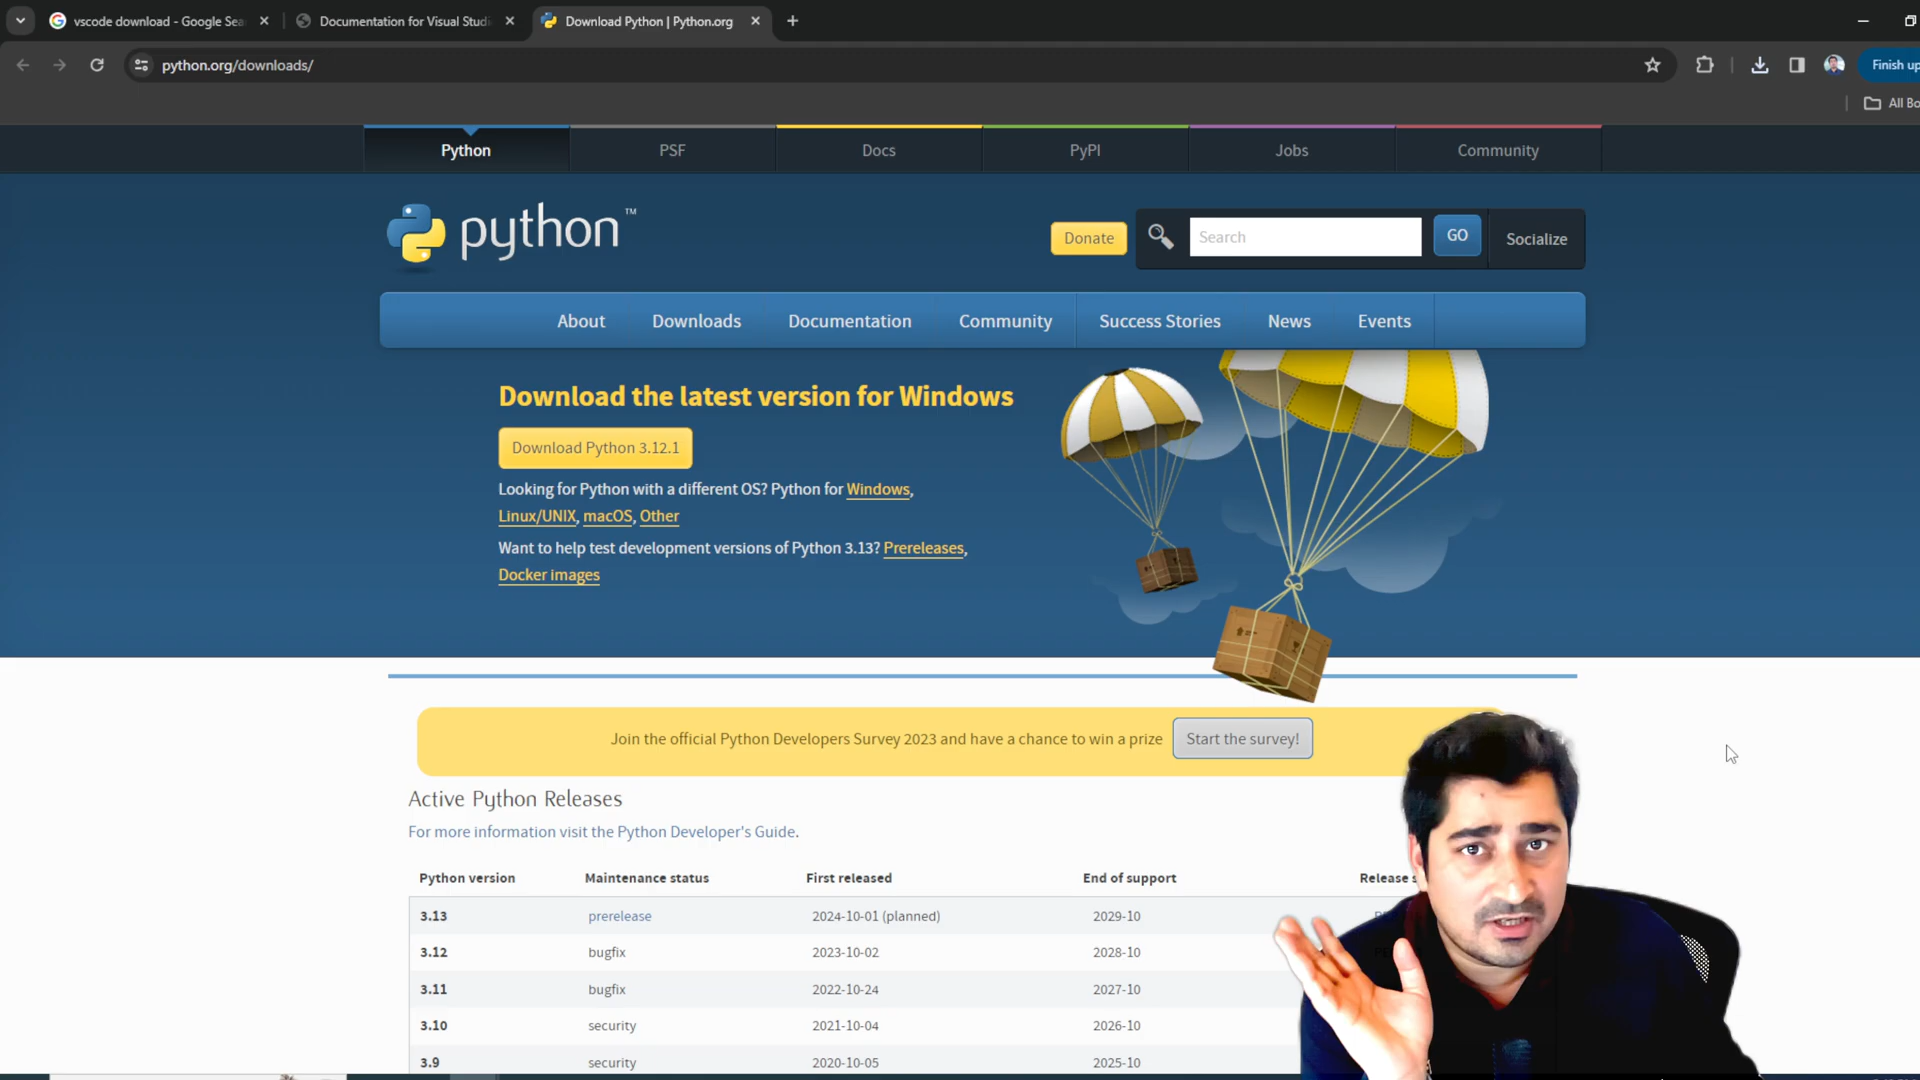 vscode download - Google Sea
Documentation for Visual Studi
Download Python | Python.org
python.org/downloads/
Finish up
All Bo
Python
PSF
Docs
PyPI
Jobs
Community
python™
Donate
Search
GO
Socialize
About
Downloads
Documentation
Community
Success Stories
News
Events
Download the latest version for Windows
Download Python 3.12.1
Looking for Python with a different OS? Python for Windows,
Linux/UNIX, macOS, Other
Want to help test development versions of Python 3.13? Prereleases,
Docker images
Join the official Python Developers Survey 2023 and have a chance to win a prize
Start the survey!
Active Python Releases
For more information visit the Python Developer's Guide.
Python version Maintenance status First released End of support Release
3.13 prerelease 2024-10-01 (planned) 2029-10
3.12 bugfix 2023-10-02 2028-10
3.11 bugfix 2022-10-24 2027-10
3.10 security 2021-10-04 2026-10
3.9 security 2020-10-05 2025-10